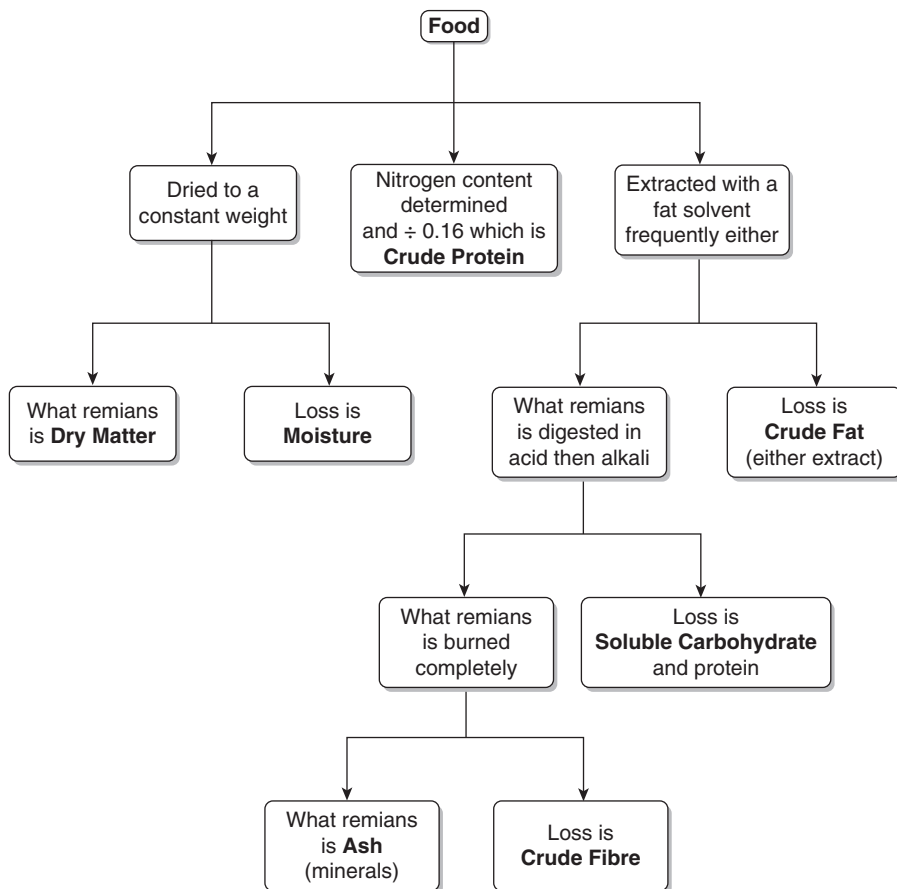 Food
Dried to a
constant weight
Nitrogen content
determined
and ÷ 0.16 which is
Crude Protein
Extracted with a
fat solvent
frequently either
What remians
is Dry Matter
Loss is
Moisture
What remians
is digested in
acid then alkali
Loss is
Crude Fat
(either extract)
What remians
is burned
completely
Loss is
Soluble Carbohydrate
and protein
What remians
is Ash
(minerals)
Loss is
Crude Fibre